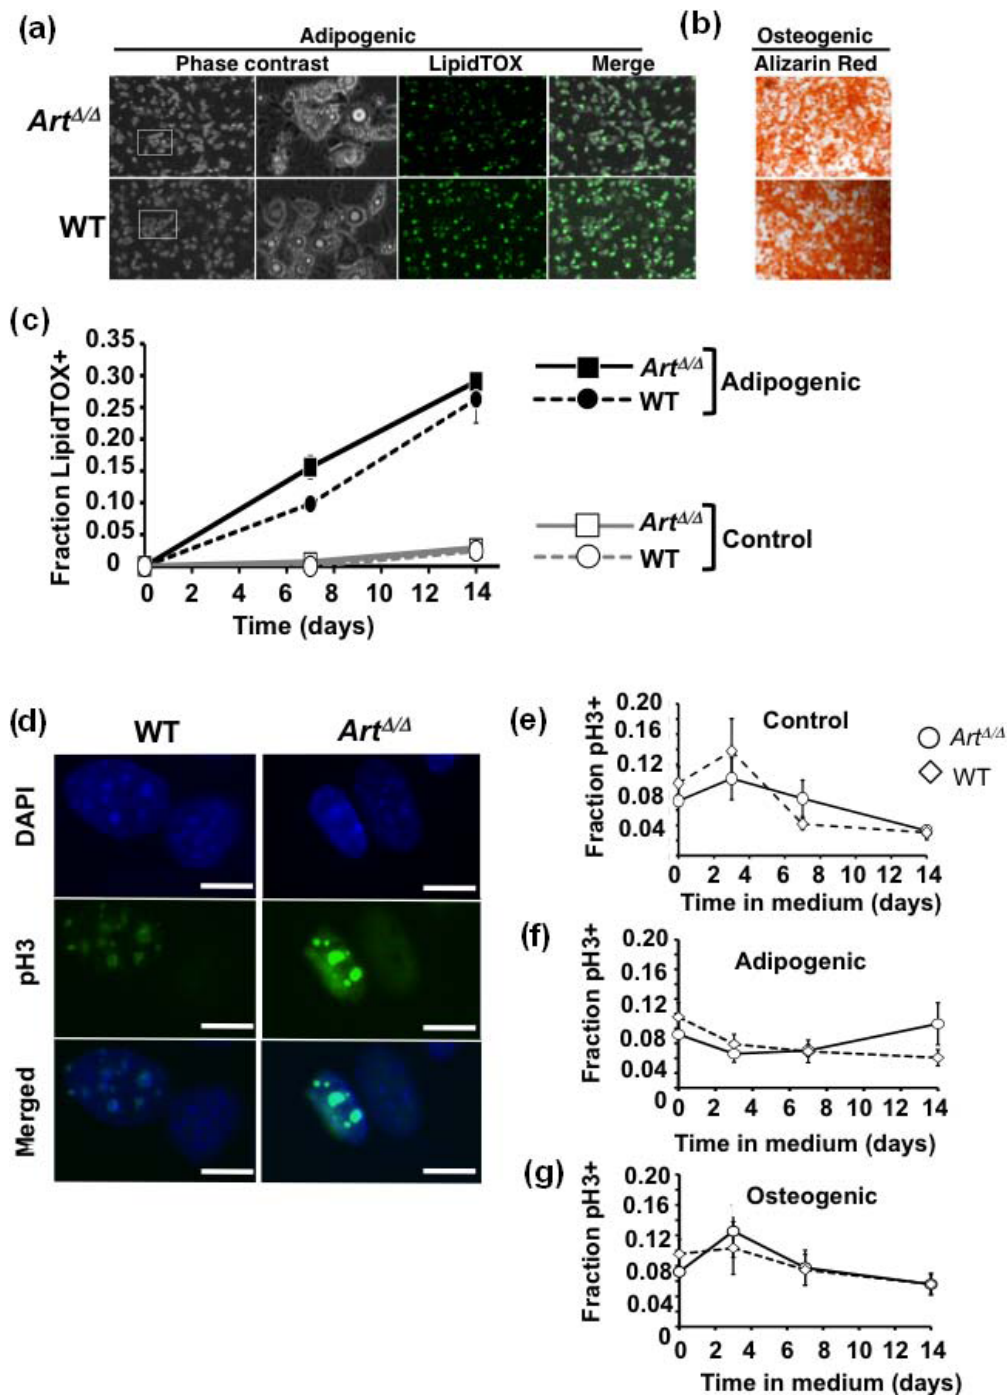 (a)
Adipogenic
Phase contrast LipidTOX Merge
Art^Δ/Δ
WT
(b)
Osteogenic
Alizarin Red
(c)
Fraction LipidTOX+
0.35
0.30
0.25
0.20
0.15
0.10
0.05
0
0 2 4 6 8 10 12 14
Time (days)
Art^Δ/Δ
WT
Adipogenic
Art^Δ/Δ
WT
Control
(d)
WT Art^Δ/Δ
DAPI
pH3
Merged
(e)
Control
Fraction pH3+
0.20
0.16
0.12
0.08
0.04
0 2 4 6 8 10 12 14
Time in medium (days)
Art^Δ/Δ
WT
(f)
Adipogenic
Fraction pH3+
0.20
0.16
0.12
0.08
0.04
0
0 2 4 6 8 10 12 14
Time in medium (days)
(g)
Osteogenic
Fraction pH3+
0.20
0.16
0.12
0.08
0.04
0
0 2 4 6 8 10 12 14
Time in medium (days)